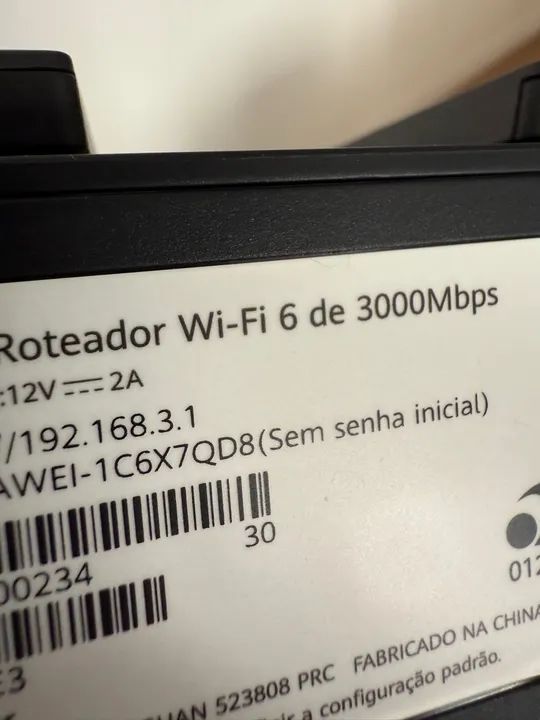 Roteador Wi-Fi 6 de 3000Mbps
:12V ⎓ 2A
/192.168.3.1
AWEI-1C6X7QD8(Sem senha inicial)
30
00234
012
E3
523808 PRC FABRICADO NA CHINA
a configuração padrão.